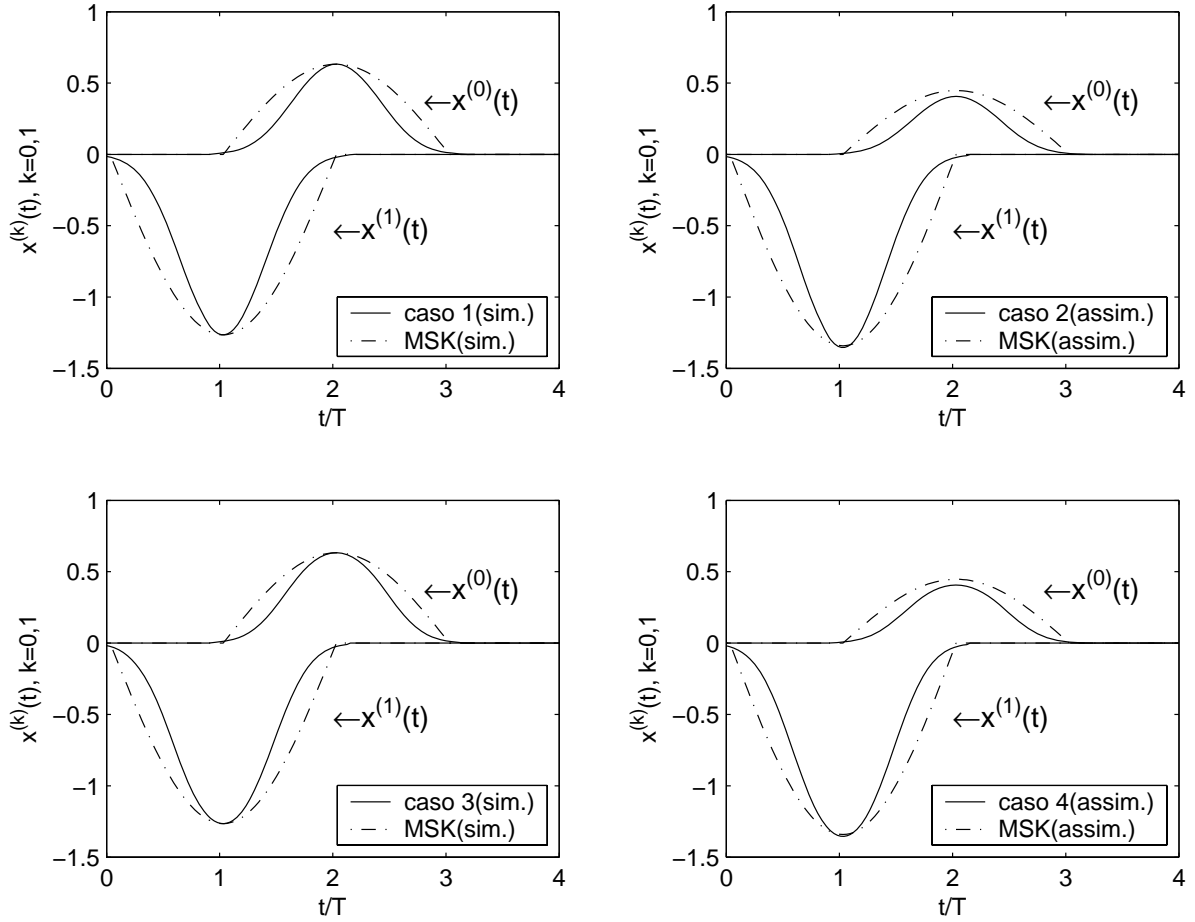 1
0.5
0
−0.5
−1
−1.5
x(k)(t), k=0,1
←x(0)(t)
←x(1)(t)
caso 1(sim.)
MSK(sim.)
0 1 2 3 4
t/T
1
0.5
0
−0.5
−1
−1.5
x(k)(t), k=0,1
←x(0)(t)
←x(1)(t)
caso 2(assim.)
MSK(assim.)
0 1 2 3 4
t/T
1
0.5
0
−0.5
−1
−1.5
x(k)(t), k=0,1
←x(0)(t)
←x(1)(t)
caso 3(sim.)
MSK(sim.)
0 1 2 3 4
t/T
1
0.5
0
−0.5
−1
−1.5
x(k)(t), k=0,1
←x(0)(t)
←x(1)(t)
caso 4(assim.)
MSK(assim.)
0 1 2 3 4
t/T